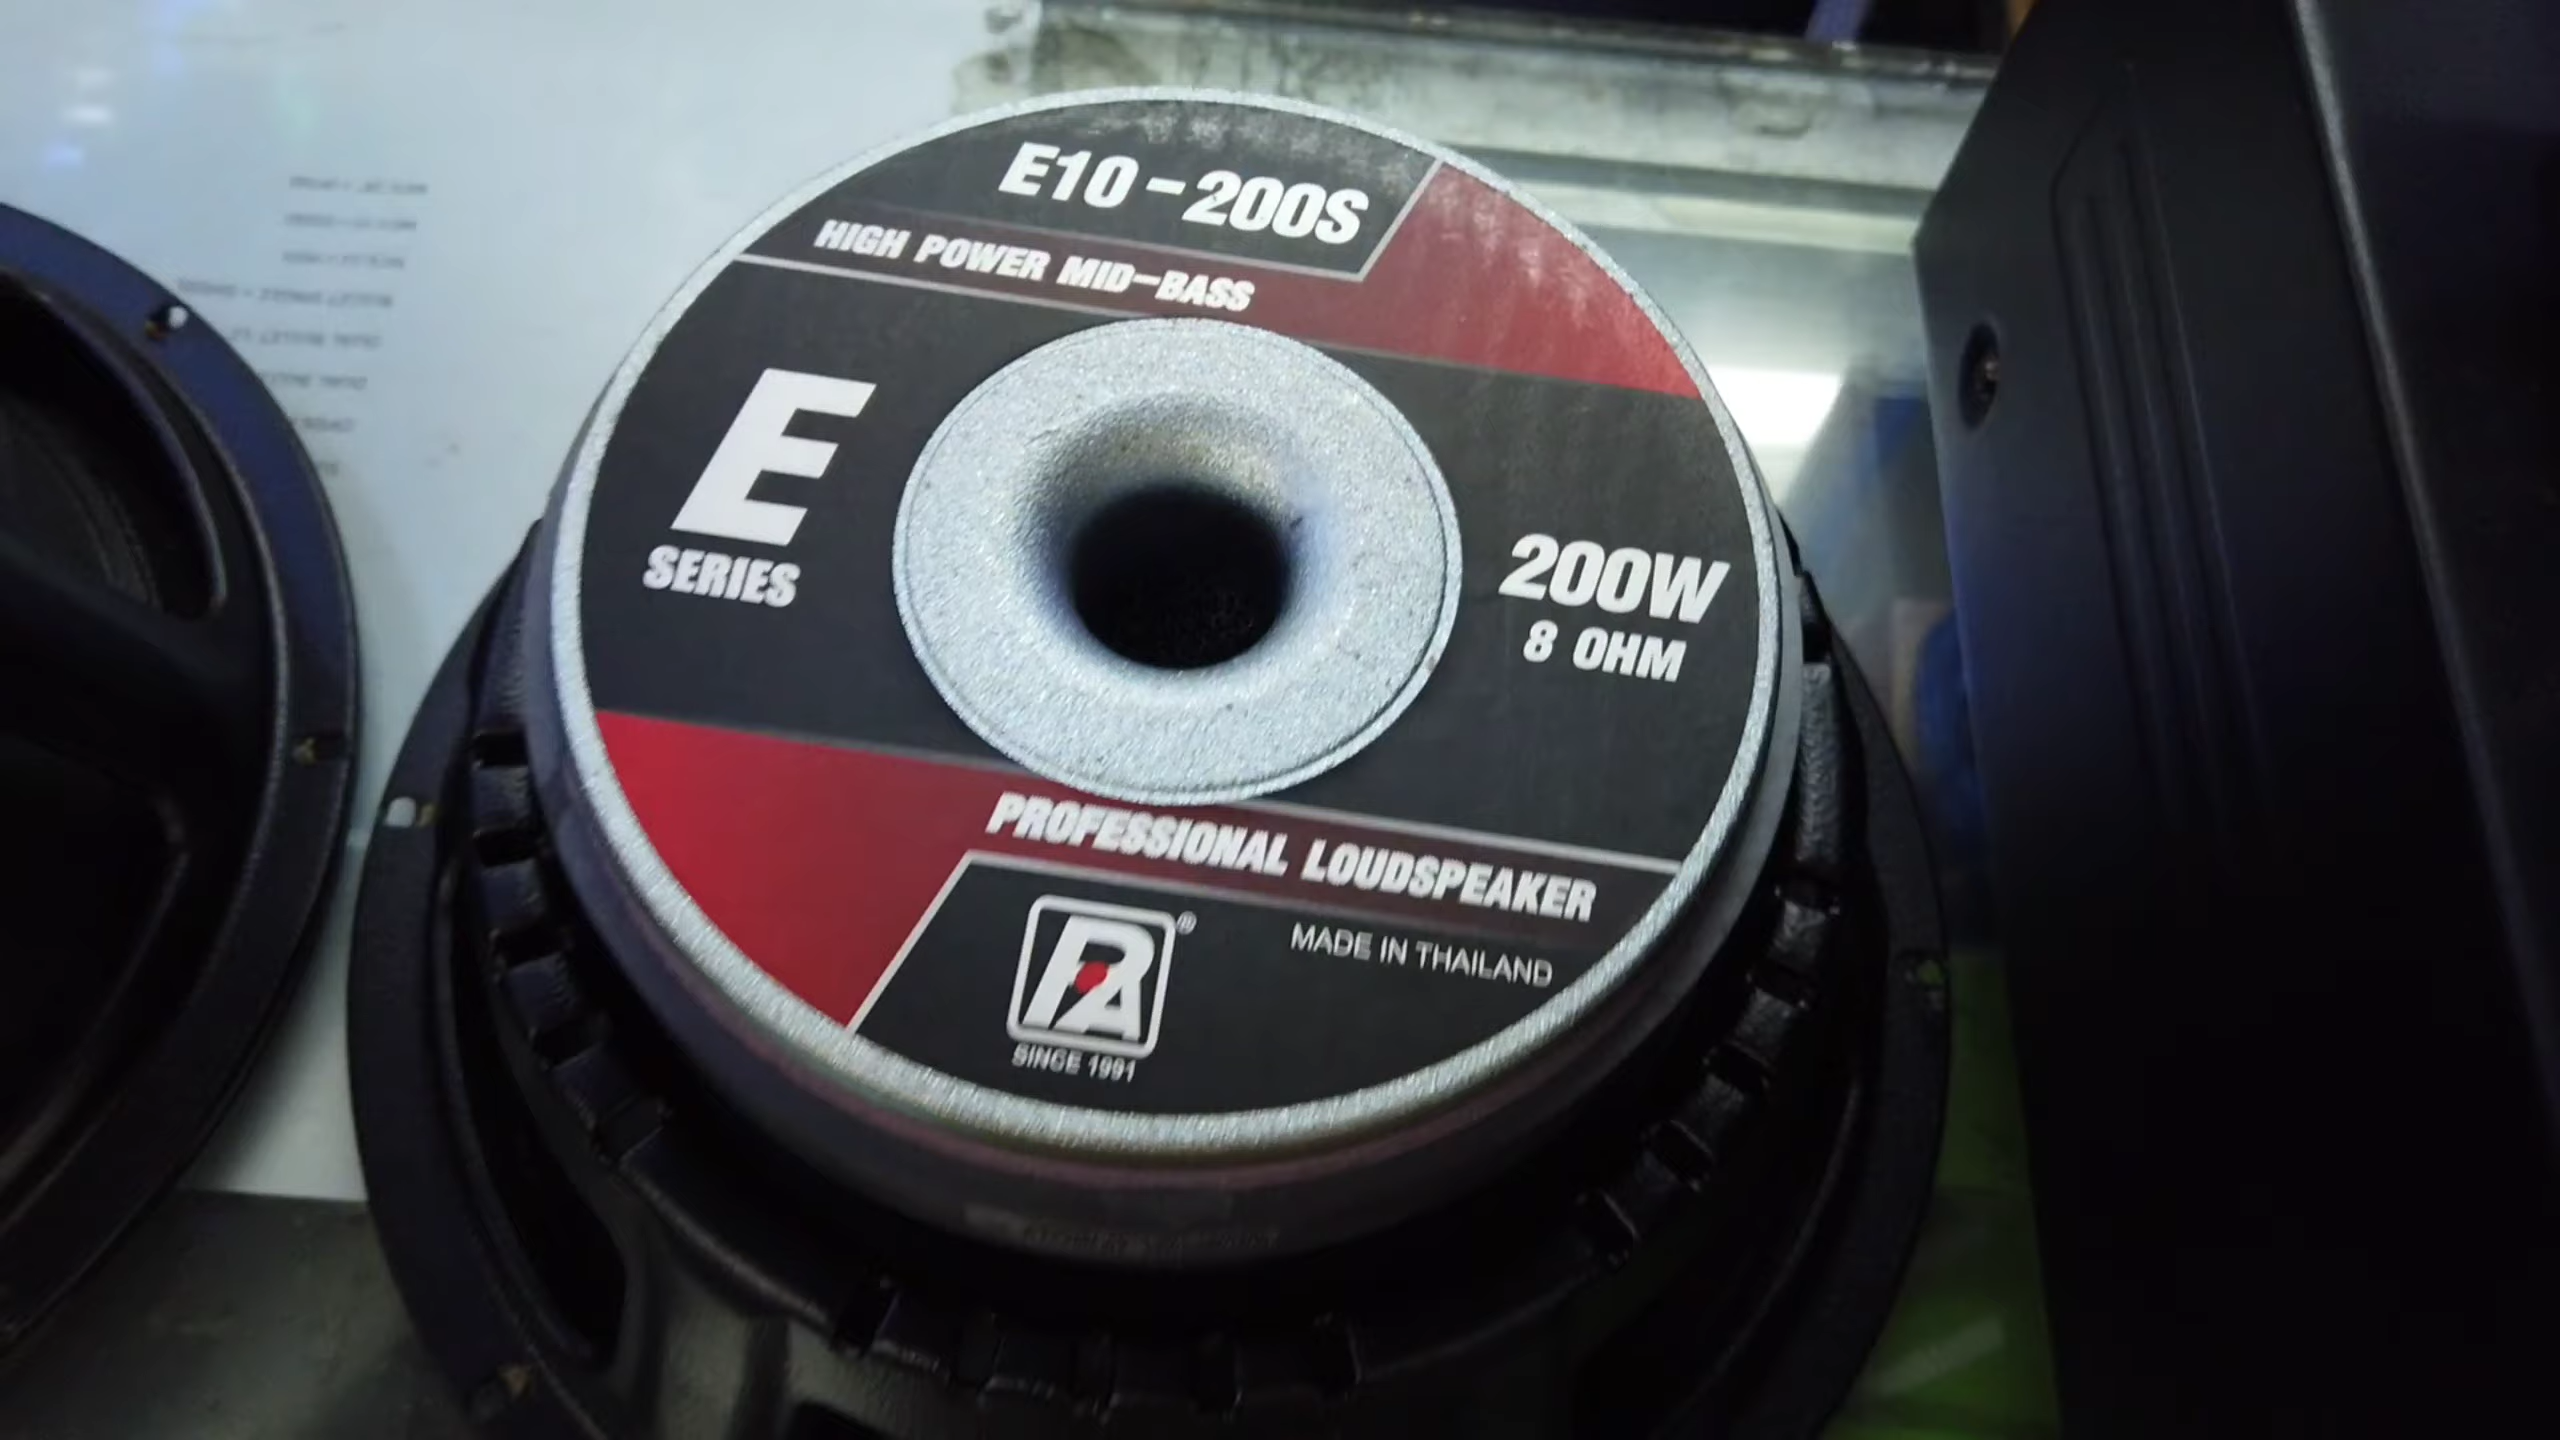 E10-200S
HIGH POWER MID-BASS
E
SERIES
200W
8 OHM
PROFESSIONAL LOUDSPEAKER
MADE IN THAILAND
PA®
SINCE 1991